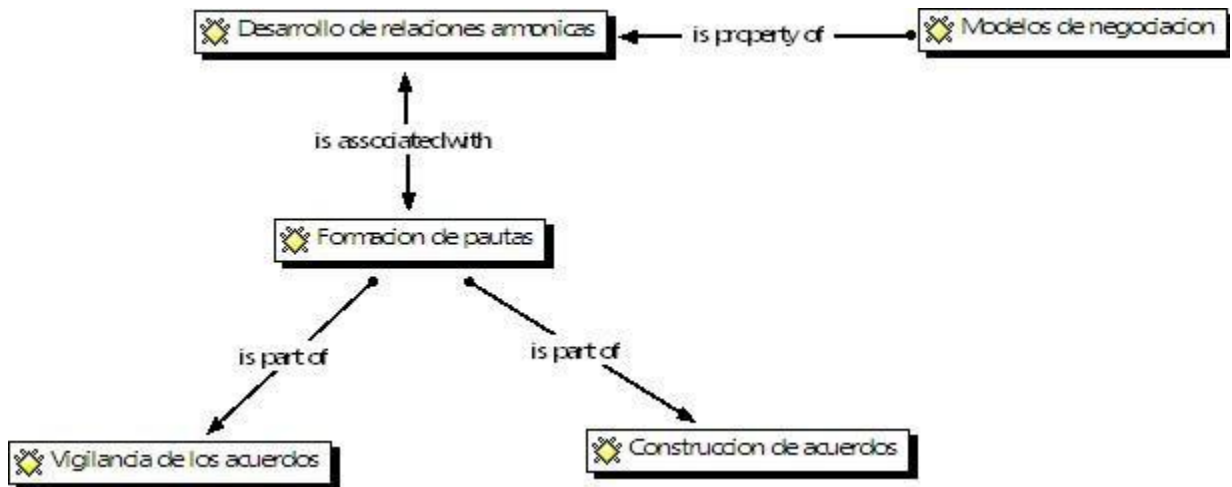 Desarrollo de relaciones armonicas
is property of
Modelos de negociacion
is associated with
Formacion de pautas
is part of
is part of
Vigilancia de los acuerdos
Construccion de acuerdos